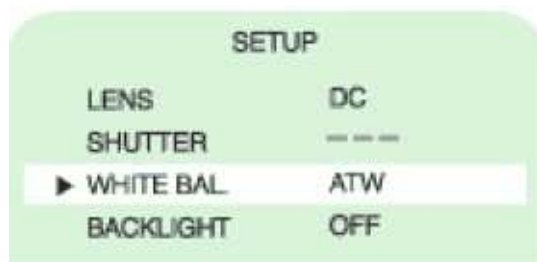 SETUP
LENS DC
SHUTTER ---
▶ WHITE BAL. ATW
BACKLIGHT OFF